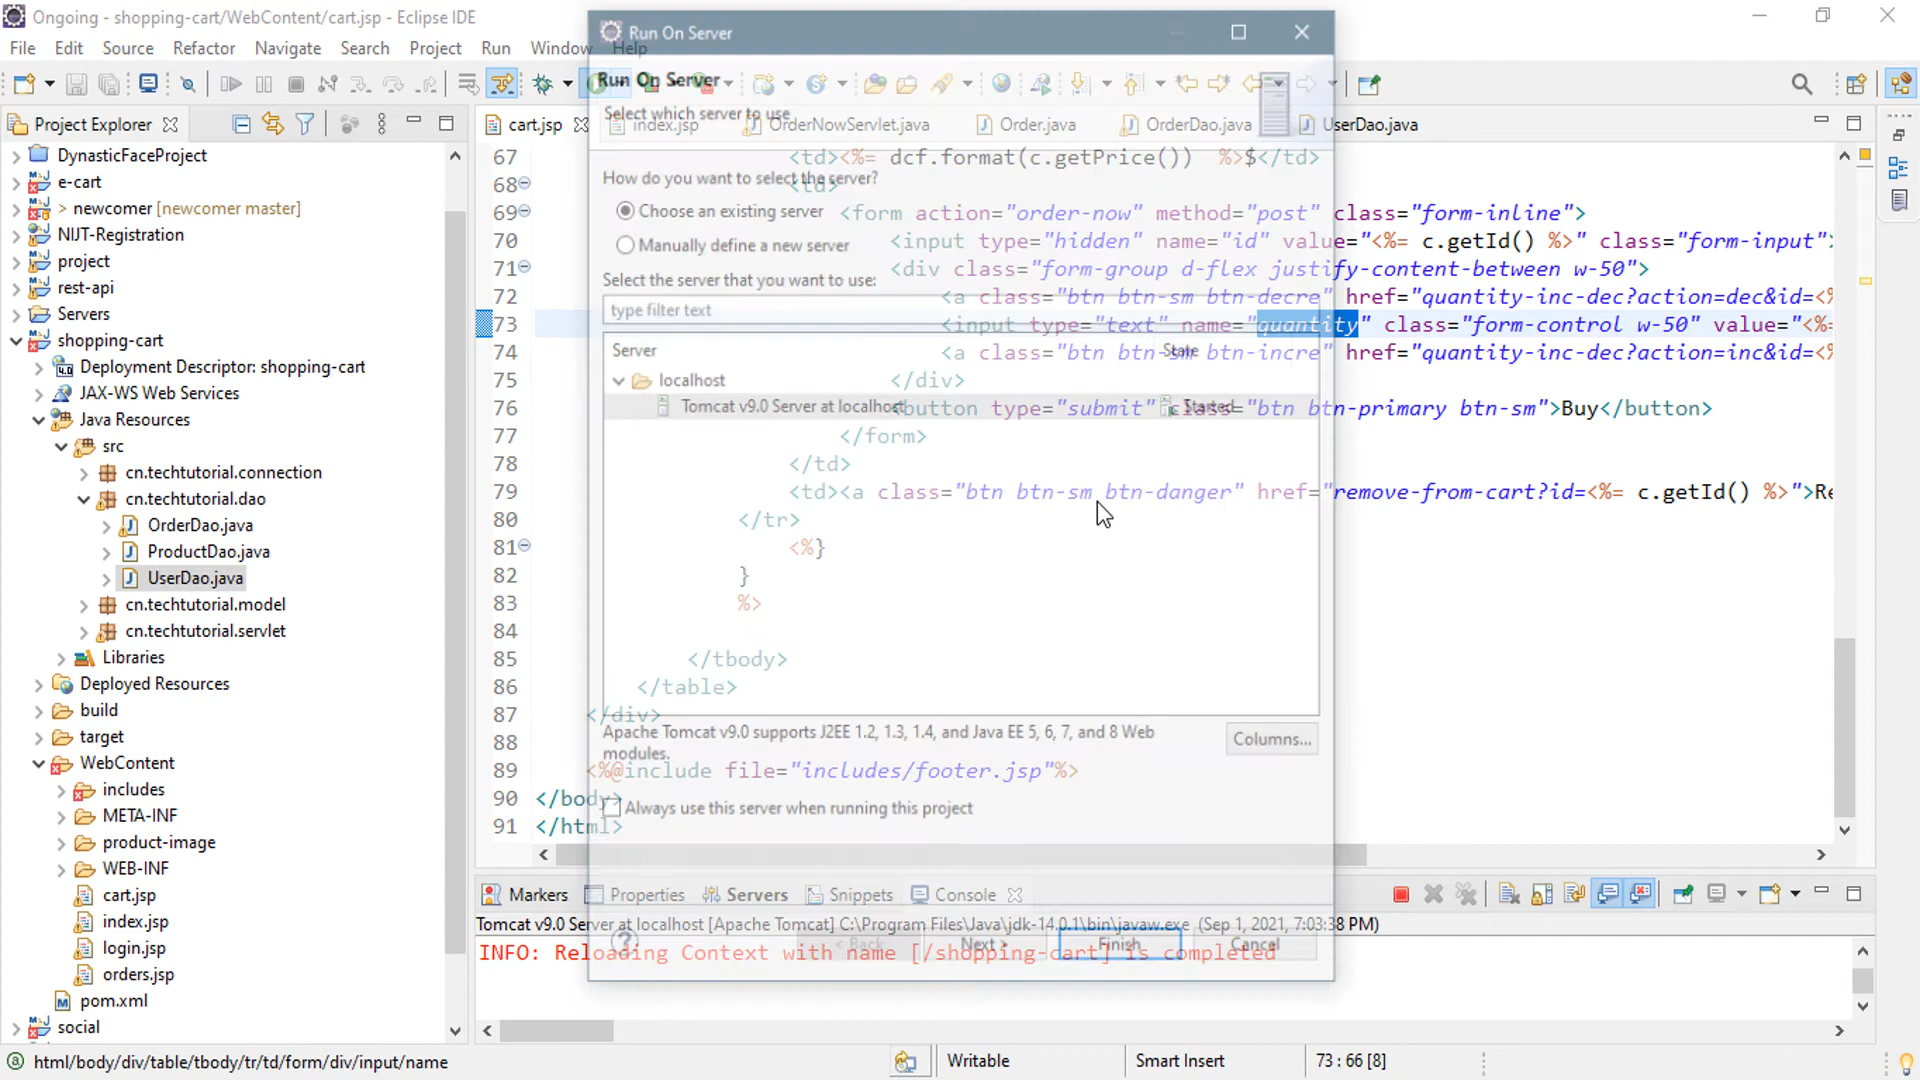 Ongoing - shopping-cart/WebContent/cart.jsp - Eclipse IDE
File Edit Source Refactor Navigate Search Project Run Window Help
Project Explorer
DynasticFaceProject
e-cart
> newcomer [newcomer master]
NIJT-Registration
project
rest-api
Servers
shopping-cart
Deployment Descriptor: shopping-cart
JAX-WS Web Services
Java Resources
src
cn.techtutorial.connection
cn.techtutorial.dao
OrderDao.java
ProductDao.java
UserDao.java
cn.techtutorial.model
cn.techtutorial.servlet
Libraries
Deployed Resources
build
target
WebContent
includes
META-INF
product-image
WEB-INF
cart.jsp
index.jsp
login.jsp
orders.jsp
pom.xml
social
cart.jsp index.jsp OrderNowServlet.java Order.java OrderDao.java UserDao.java
67 <td><%= dcf.format(c.getPrice()) %>$</td>
68 <td>
69 <form action="order-now" method="post" class="form-inline">
70 <input type="hidden" name="id" value="<%= c.getId() %>" class="form-input">
71 <div class="form-group d-flex justify-content-between w-50">
72 <a class="btn btn-sm btn-decre" href="quantity-inc-dec?action=dec&id=<%=
73 <input type="text" name="quantity" class="form-control w-50" value="<%=
74 <a class="btn btn-sm btn-incre" href="quantity-inc-dec?action=inc&id=<%=
75 </div>
76 <button type="submit" class="btn btn-primary btn-sm">Buy</button>
77 </form>
78 </td>
79 <td><a class="btn btn-sm btn-danger" href="remove-from-cart?id=<%= c.getId() %>">Re
80 </tr>
81 <%}
82 }
83 %>
84
85 </tbody>
86 </table>
87 </div>
88
89 <%@include file="includes/footer.jsp"%>
90 </body>
91 </html>
Run On Server
Run On Server
Select which server to use
How do you want to select the server?
Choose an existing server
Manually define a new server
Select the server that you want to use:
type filter text
Server State
localhost
Tomcat v9.0 Server at localhost Started
Apache Tomcat v9.0 supports J2EE 1.2, 1.3, 1.4, and Java EE 5, 6, 7, and 8 Web
modules.
Columns...
Always use this server when running this project
? < Back Next > Finish Cancel
Markers Properties Servers Snippets Console
Tomcat v9.0 Server at localhost [Apache Tomcat] C:\Program Files\Java\jdk-14.0.1\bin\javaw.exe (Sep 1, 2021, 7:03:38 PM)
INFO: Reloading Context with name [/shopping-cart] is completed
html/body/div/table/tbody/tr/td/form/div/input/name Writable Smart Insert 73 : 66 [8]